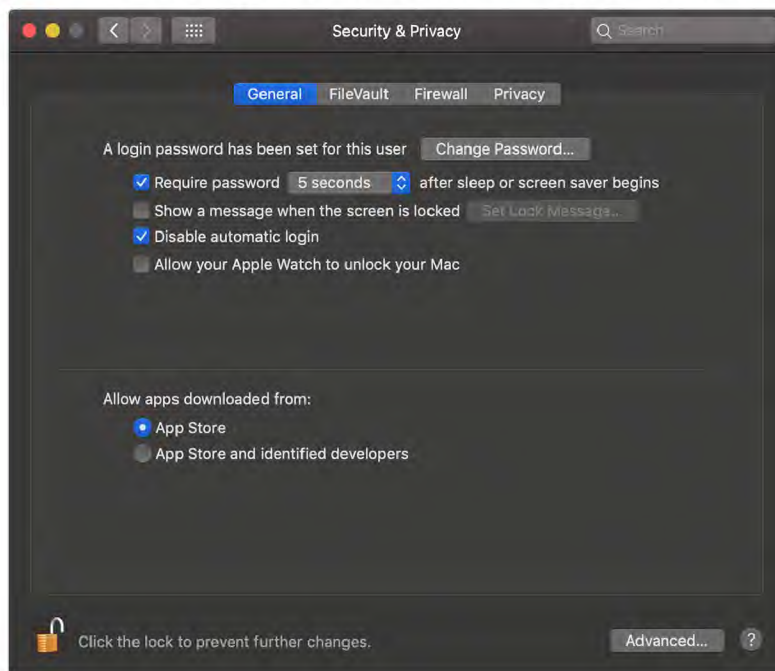 Security & Privacy
Search
General FileVault Firewall Privacy
A login password has been set for this user Change Password...
Require password 5 seconds after sleep or screen saver begins
Show a message when the screen is locked Set Lock Message...
Disable automatic login
Allow your Apple Watch to unlock your Mac
Allow apps downloaded from:
App Store
App Store and identified developers
Click the lock to prevent further changes.
Advanced... ?